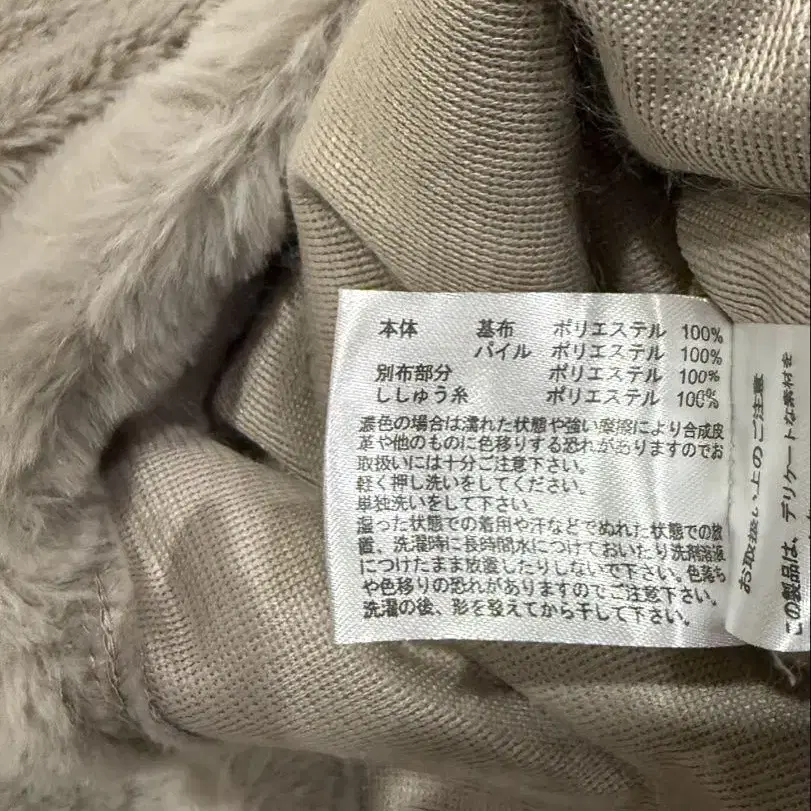 本体 基布 ポリエステル 100%
パイル ポリエステル 100%
別布部分 ポリエステル 100%
ししゅう糸 ポリエステル 100%
濃色の場合は濡れた状態や強い摩擦により合成皮
革や他のものに色移りする恐れがありますのでお
取扱いには十分ご注意下さい。
軽く押し洗いをしてください。
単独洗いをして下さい。
湿った状態での着用や汗などでぬれた状態での放
置、洗濯時に長時間水につけておいたり洗剤溶液
につけたまま放置したりしないで下さい。色落ち
や色移りの恐れがありますのでご注意下さい。
洗濯の後、形を整えてから干して下さい。
お取扱い上のご注意
この製品は、デリケートな素材を